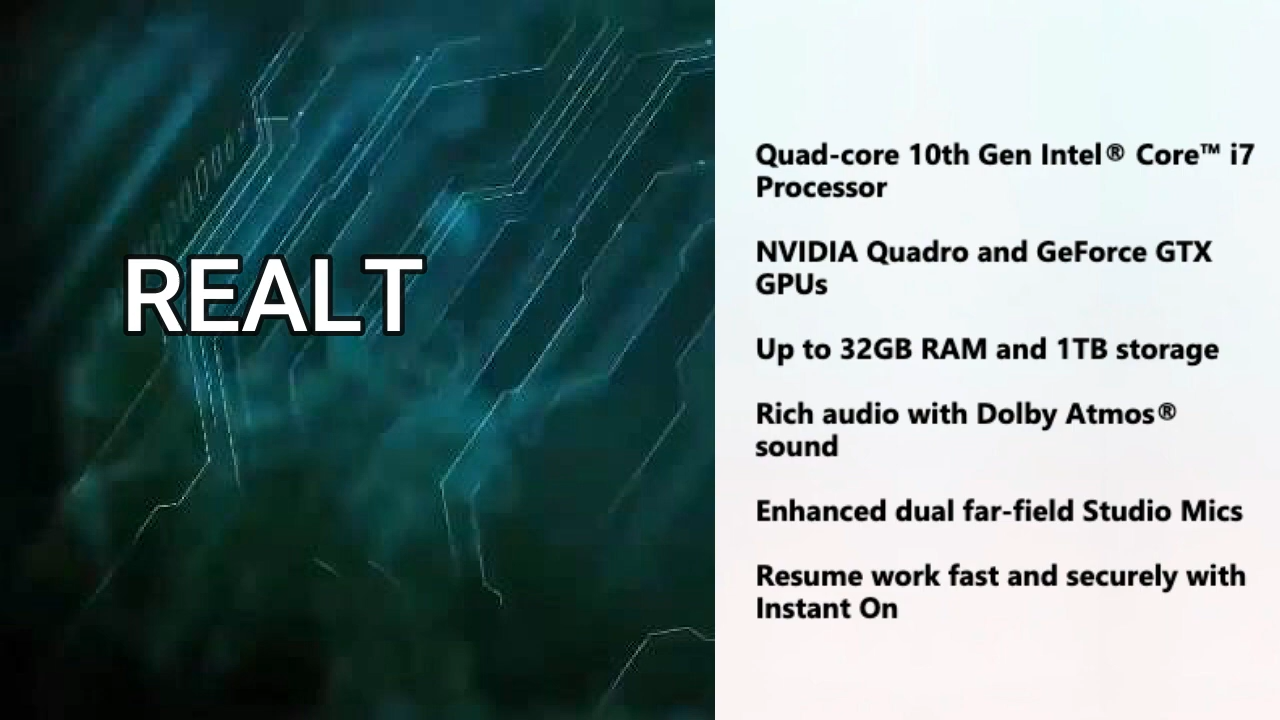 REALT
Quad-core 10th Gen Intel® Core™ i7
Processor
NVIDIA Quadro and GeForce GTX
GPUs
Up to 32GB RAM and 1TB storage
Rich audio with Dolby Atmos®
sound
Enhanced dual far-field Studio Mics
Resume work fast and securely with
Instant On